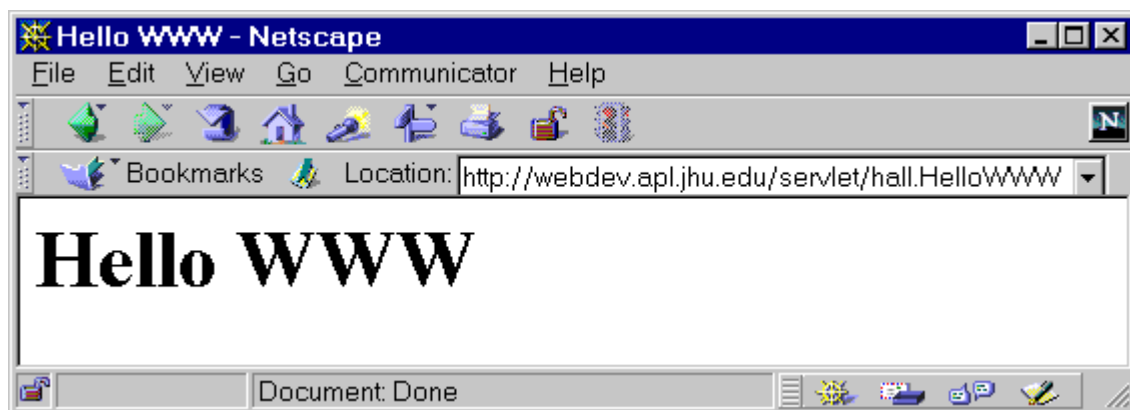 Hello WWW - Netscape
File Edit View Go Communicator Help
N
Bookmarks Location: http://webdev.apl.jhu.edu/servlet/hall.HelloWWW
Hello WWW
Document: Done